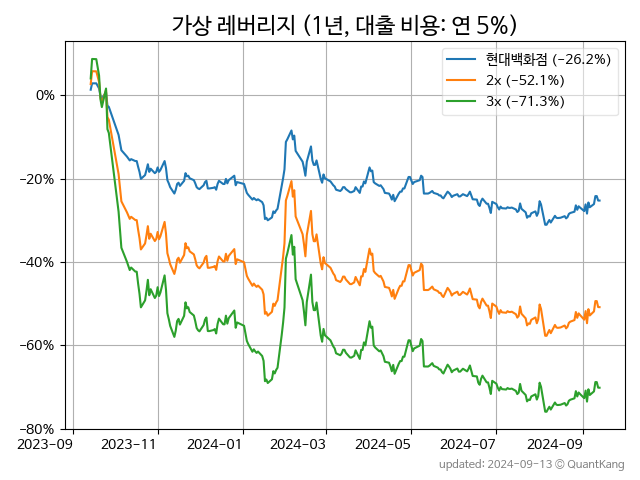 가상 레버리지 (1년, 대출 비용: 연 5%)
현대백화점 (-26.2%)
2x (-52.1%)
3x (-71.3%)
0%
−20%
−40%
−60%
−80%
2023-09 2023-11 2024-01 2024-03 2024-05 2024-07 2024-09
updated: 2024-09-13 ⓒ QuantKang